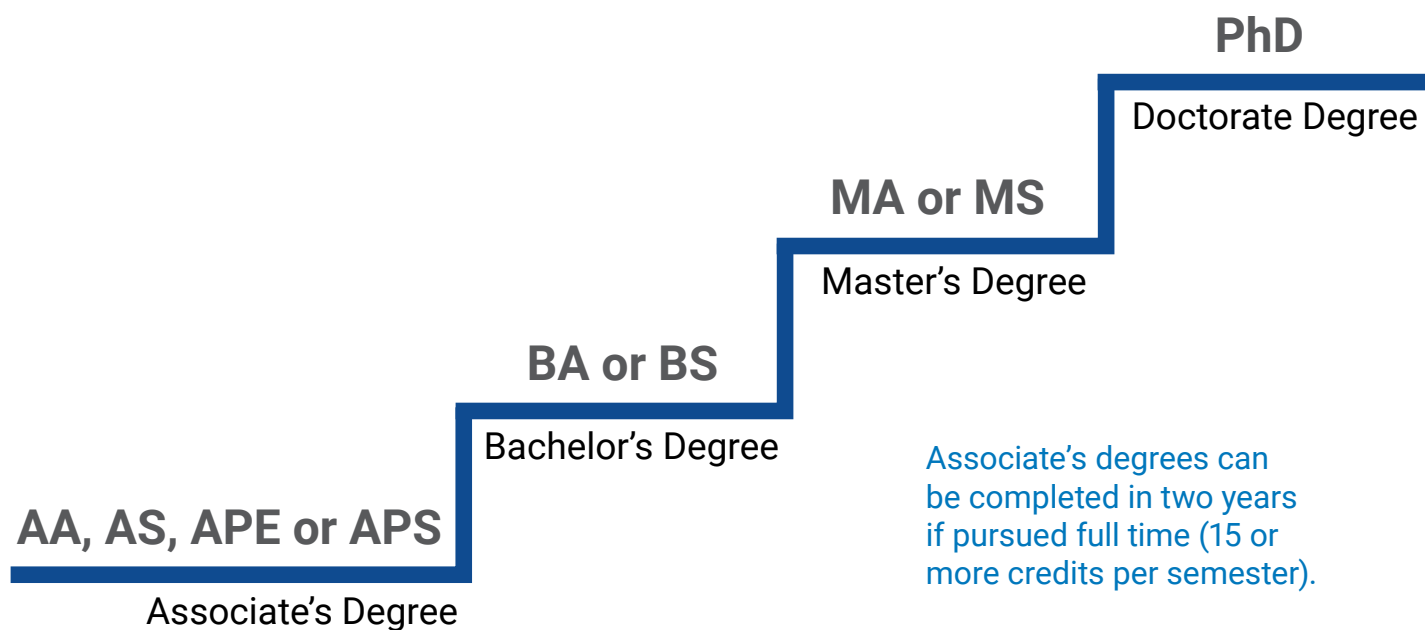 PhD
Doctorate Degree
MA or MS
Master’s Degree
BA or BS
Bachelor’s Degree
AA, AS, APE or APS
Associate’s Degree
Associate’s degrees can
be completed in two years
if pursued full time (15 or
more credits per semester).